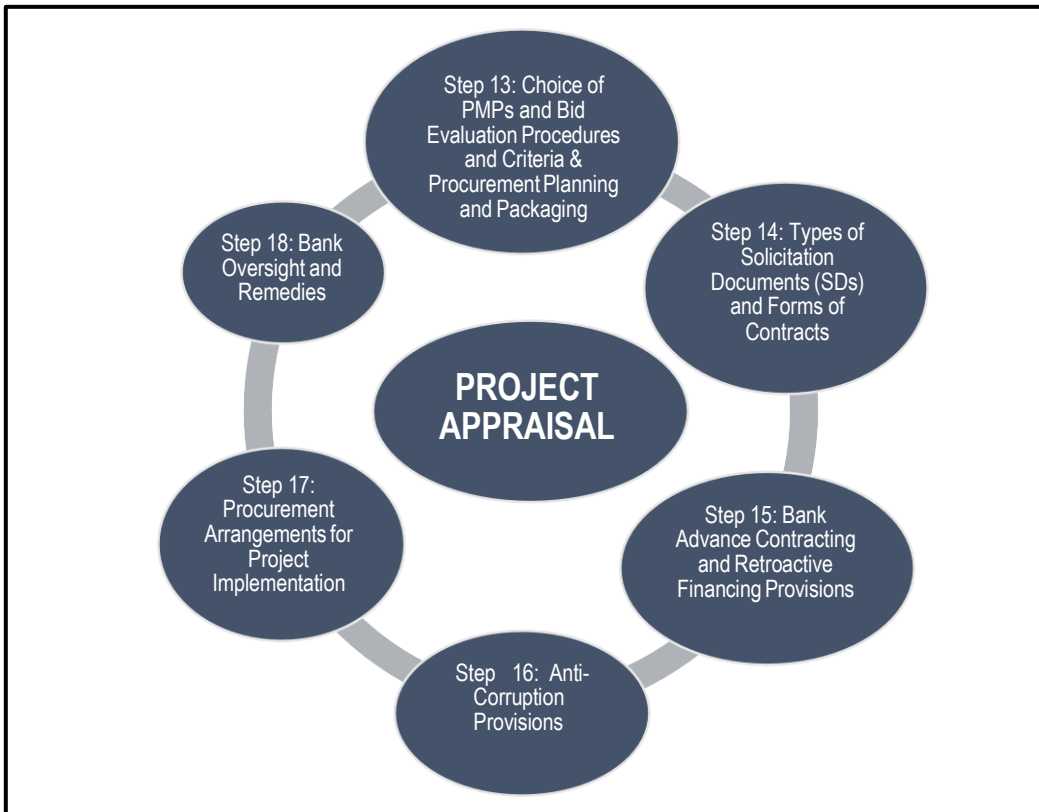 Step 13: Choice of
PMPs and Bid
Evaluation Procedures
and Criteria &
Procurement Planning
and Packaging
Step 14: Types of
Solicitation
Documents (SDs)
and Forms of
Contracts
Step 15: Bank
Advance Contracting
and Retroactive
Financing Provisions
Step 16: Anti-
Corruption
Provisions
Step 17:
Procurement
Arrangements for
Project
Implementation
Step 18: Bank
Oversight and
Remedies
PROJECT
APPRAISAL